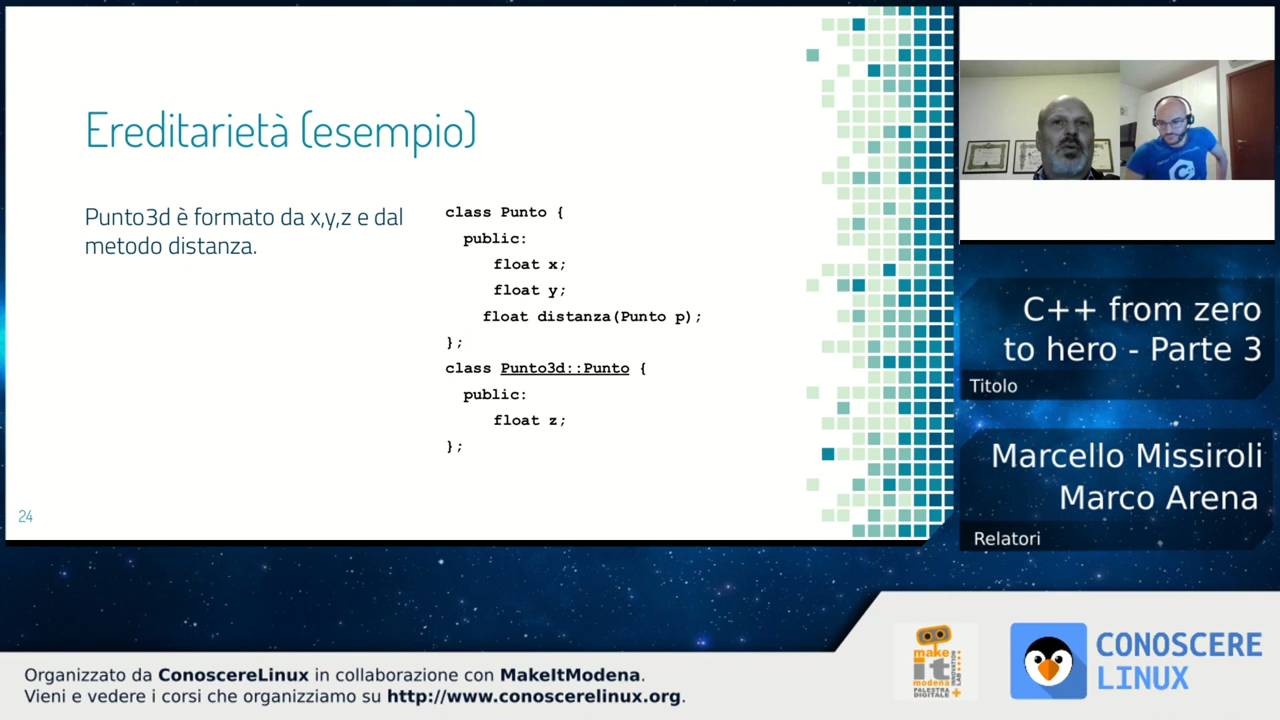 Ereditarietà (esempio)
Punto3d è formato da x,y,z e dal
metodo distanza.
class Punto {
public:
float x;
float y;
float distanza(Punto p);
};
class Punto3d::Punto {
public:
float z;
};
24
C++ from zero
to hero - Parte 3
Titolo
Marcello Missiroli
Marco Arena
Relatori
Organizzato da ConoscereLinux in collaborazione con MakeItModena.
Vieni e vedere i corsi che organizziamo su http://www.conoscerelinux.org.
make
it
modena
PALESTRA
DIGITALE
INNOVATION
LAB
CONOSCERE
LINUX